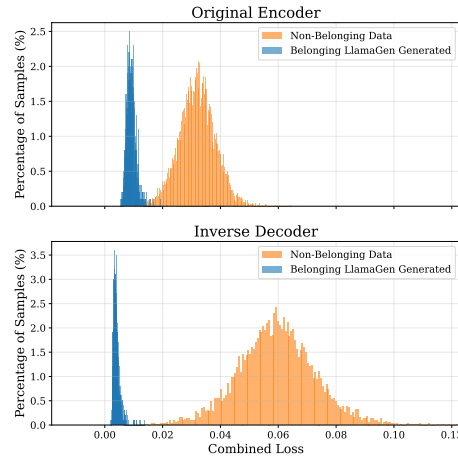 Original Encoder
Percentage of Samples (%)
2.5
2.0
1.5
1.0
0.5
0.0
Non-Belonging Data
Belonging LlamaGen Generated
Inverse Decoder
Percentage of Samples (%)
3.5
3.0
2.5
2.0
1.5
1.0
0.5
0.0
Non-Belonging Data
Belonging LlamaGen Generated
0.00 0.02 0.04 0.06 0.08 0.10
Combined Loss